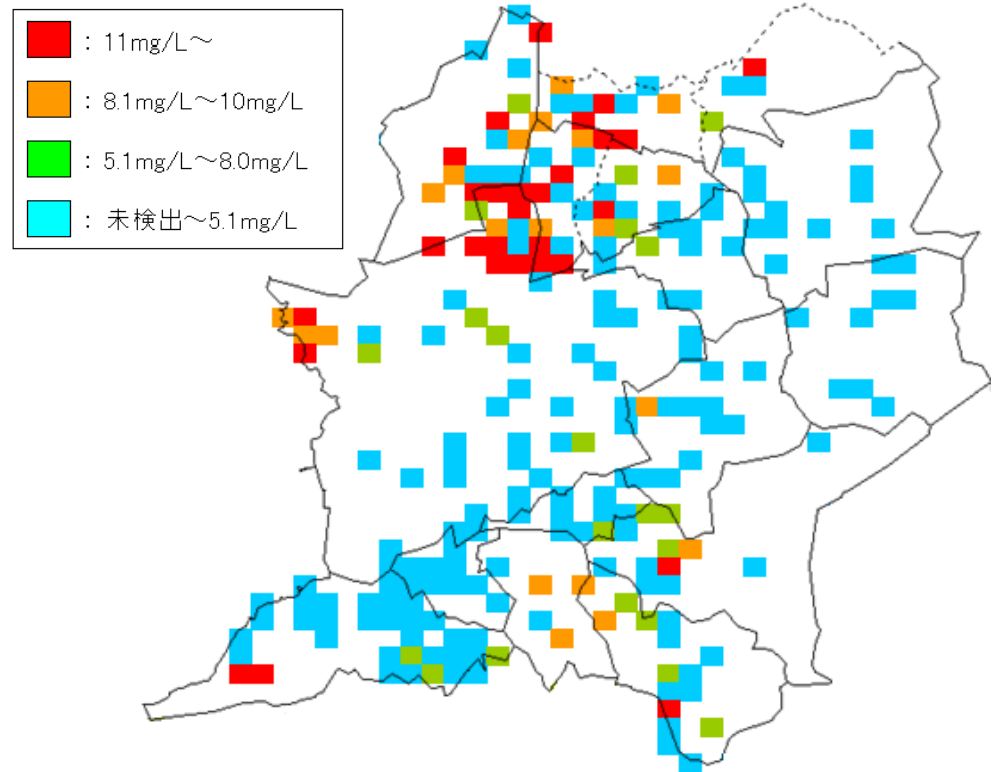 : 11mg/L～
: 8.1mg/L～10mg/L
: 5.1mg/L～8.0mg/L
: 未検出～5.1mg/L